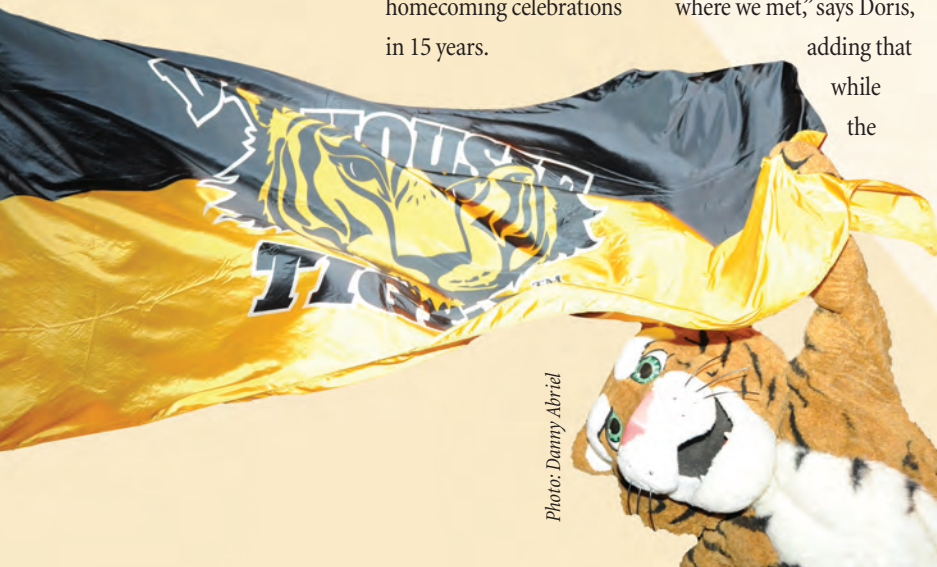 homecoming celebrations
in 15 years.
where we met,” says Doris,
adding that
while
the
Photo: Danny Abriel